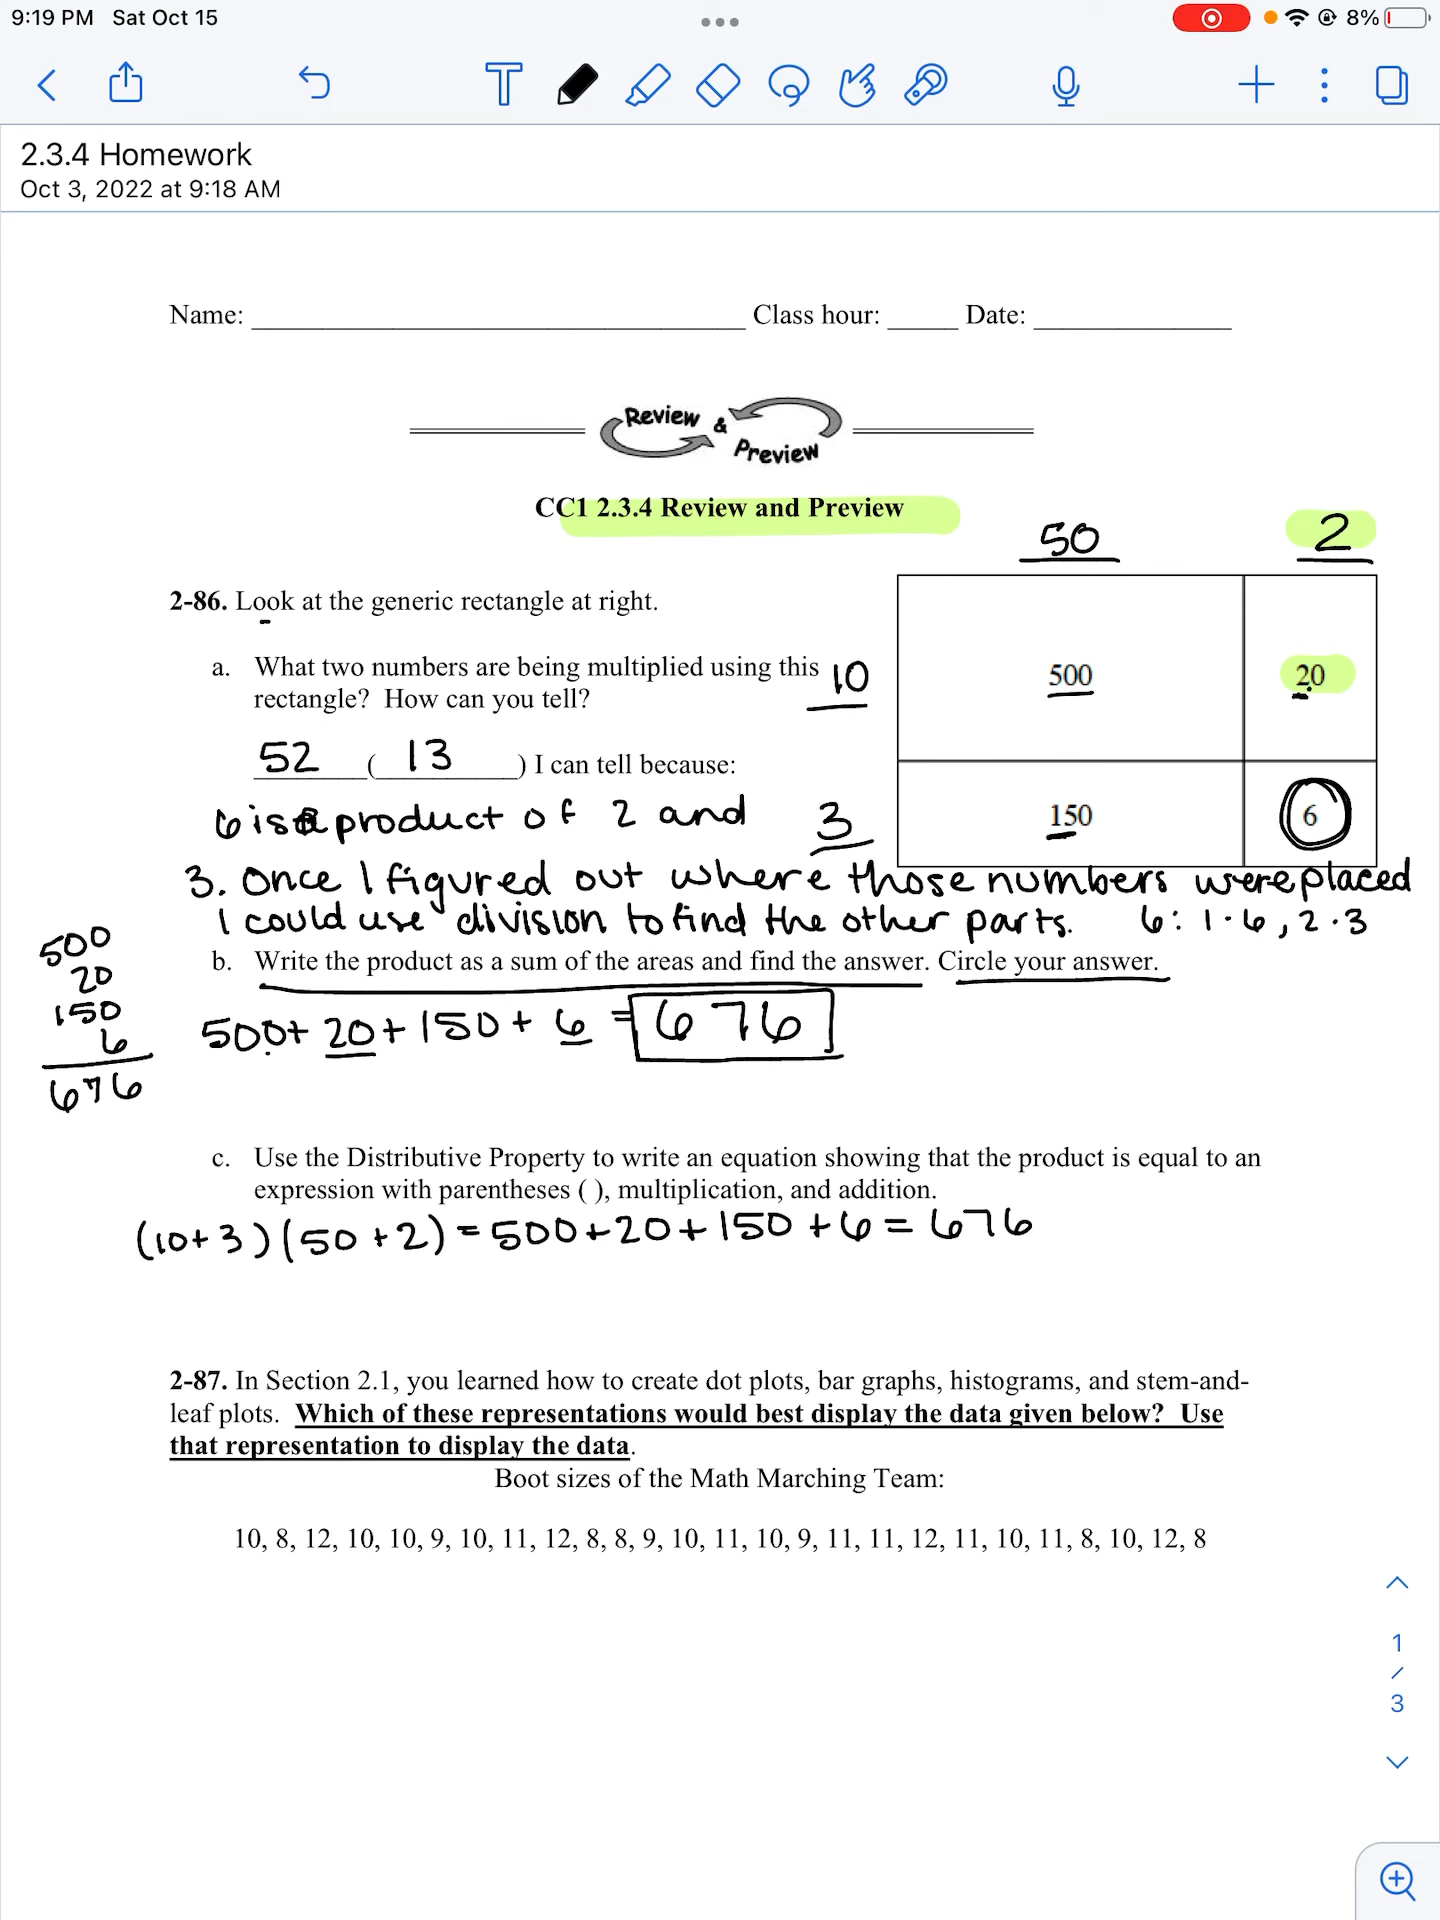 9:19 PM Sat Oct 15
8%
2.3.4 Homework
Oct 3, 2022 at 9:18 AM
Name: Class hour: Date:
Review & Preview
CC1 2.3.4 Review and Preview
50 2
2-86. Look at the generic rectangle at right.
a. What two numbers are being multiplied using this
rectangle? How can you tell?
10 500 20
52 ( 13 ) I can tell because:
6 is a product of 2 and
3 150 6
3. Once I figured out where those numbers were placed
I could use division to find the other parts. 6: 1·6, 2·3
b. Write the product as a sum of the areas and find the answer. Circle your answer.
500
20
150
6
676
500+ 20 + 150 + 6 = 676
c. Use the Distributive Property to write an equation showing that the product is equal to an
expression with parentheses ( ), multiplication, and addition.
(10+3)(50+2) = 500+20+150+6 = 676
2-87. In Section 2.1, you learned how to create dot plots, bar graphs, histograms, and stem-and-
leaf plots. Which of these representations would best display the data given below? Use
that representation to display the data.
Boot sizes of the Math Marching Team:
10, 8, 12, 10, 10, 9, 10, 11, 12, 8, 8, 9, 10, 11, 10, 9, 11, 11, 12, 11, 10, 11, 8, 10, 12, 8
1
/
3